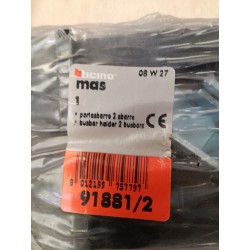 bticino
08 W 27
mas
1
• portasbarre 2 sbarre
• busbar holder 2 busbars
CE
8 012199 757797
91881/2